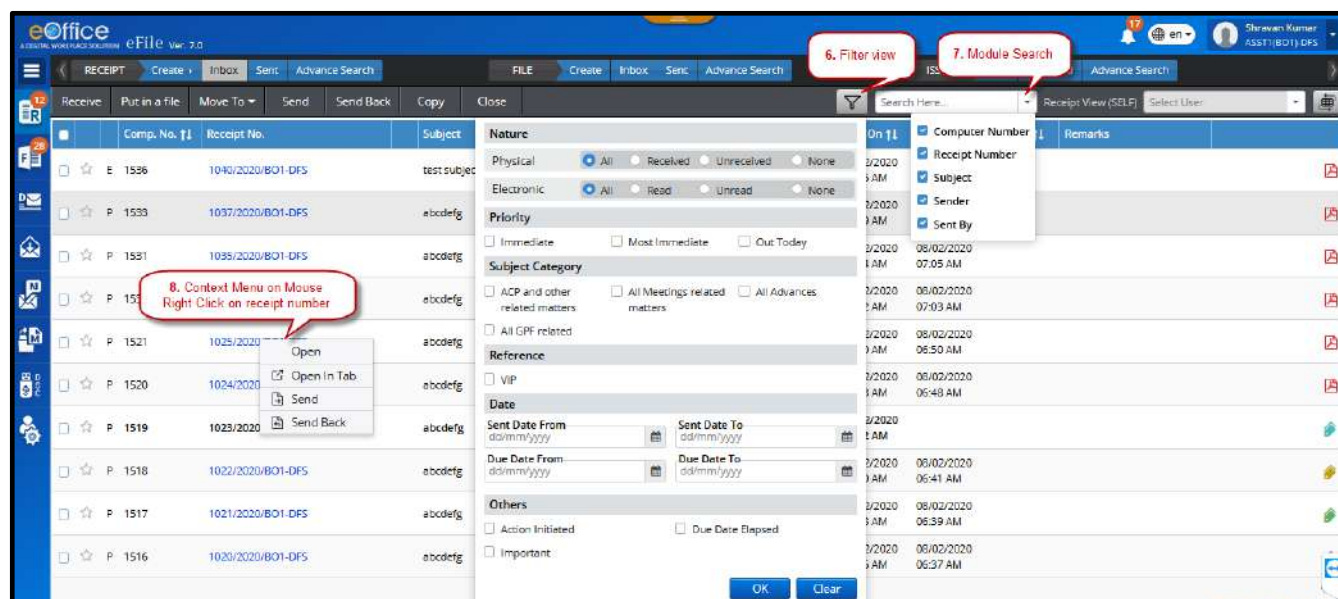 eOffice
A DIGITAL WORKPLACE SOLUTION
eFile Ver. 7.0
17
en
Shravan Kumar
ASST1(BO1)-DFS
6. Filter view
7. Module Search
RECEIPT Create Inbox Sent Advance Search
FILE Create Inbox Sent Advance Search
ISS Advance Search
Receive Put in a file Move To Send Send Back Copy Close
Search Here...
Receipt View (SELF) Select User
12
28
Comp. No. Receipt No. Subject On Remarks
E 1536 1040/2020/BO1-DFS test subjec
P 1533 1037/2020/BO1-DFS abcdefg
P 1531 1035/2020/BO1-DFS abcdefg 08/02/2020
07:05 AM
P 153 abcdefg 08/02/2020
07:03 AM
P 1521 1025/2020 abcdefg 08/02/2020
06:50 AM
P 1520 1024/2020 abcdefg 08/02/2020
06:48 AM
P 1519 1023/2020 abcdefg
P 1518 1022/2020/BO1-DFS abcdefg 08/02/2020
06:41 AM
P 1517 1021/2020/BO1-DFS abcdefg 08/02/2020
06:39 AM
P 1516 1020/2020/BO1-DFS abcdefg 08/02/2020
06:37 AM
8. Context Menu on Mouse
Right Click on receipt number
Open
Open In Tab
Send
Send Back
Nature
Physical All Received Unreceived None
Electronic All Read Unread None
Priority
Immediate Most Immediate Out Today
Subject Category
ACP and other
related matters
All Meetings related
matters
All Advances
All GPF related
Reference
VIP
Date
Sent Date From Sent Date To
dd/mm/yyyy dd/mm/yyyy
Due Date From Due Date To
dd/mm/yyyy dd/mm/yyyy
Others
Action Initiated Due Date Elapsed
Important
OK Clear
Computer Number
Receipt Number
Subject
Sender
Sent By